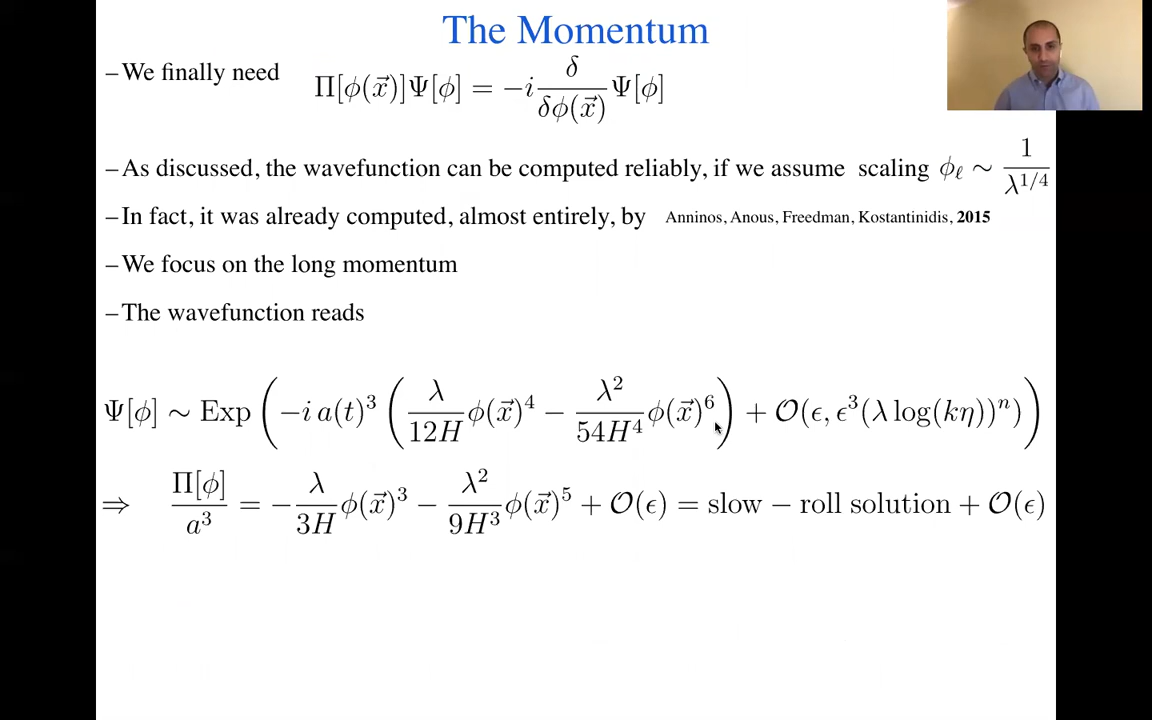 The Momentum
– We finally need Π[ϕ(x⃗)]Ψ[ϕ] = −i δ/δϕ(x⃗) Ψ[ϕ]
– As discussed, the wavefunction can be computed reliably, if we assume scaling ϕ_ℓ ∼ 1/λ^{1/4}
– In fact, it was already computed, almost entirely, by Anninos, Anous, Freedman, Kostantinidis, 2015
– We focus on the long momentum
– The wavefunction reads
Ψ[ϕ] ∼ Exp(−i a(t)³ (λ/12H ϕ(x⃗)⁴ − λ²/54H⁴ ϕ(x⃗)⁶) + 𝒪(ϵ, ϵ³(λ log(kη))ⁿ))
⇒ Π[ϕ]/a³ = −λ/3H ϕ(x⃗)³ − λ²/9H³ ϕ(x⃗)⁵ + 𝒪(ϵ) = slow − roll solution + 𝒪(ϵ)